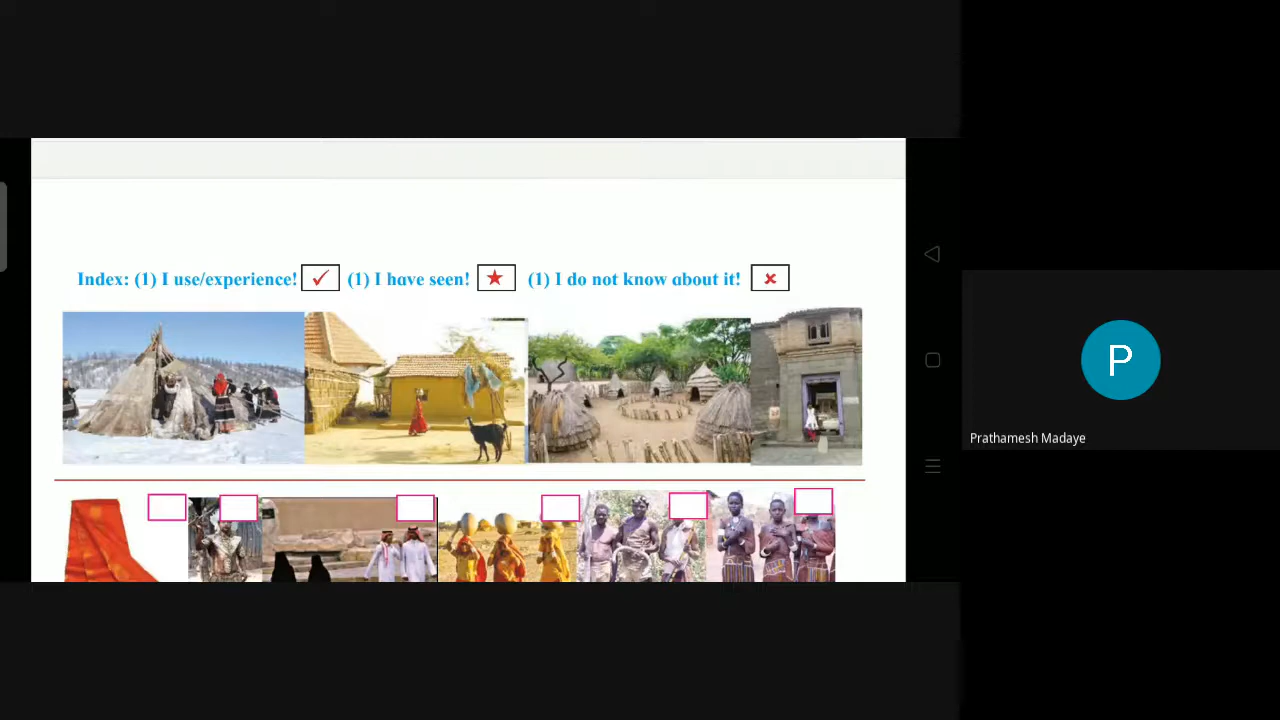 Index: (1) I use/experience! ✓ (1) I have seen! ★ (1) I do not know about it! ×
P
Prathamesh Madaye